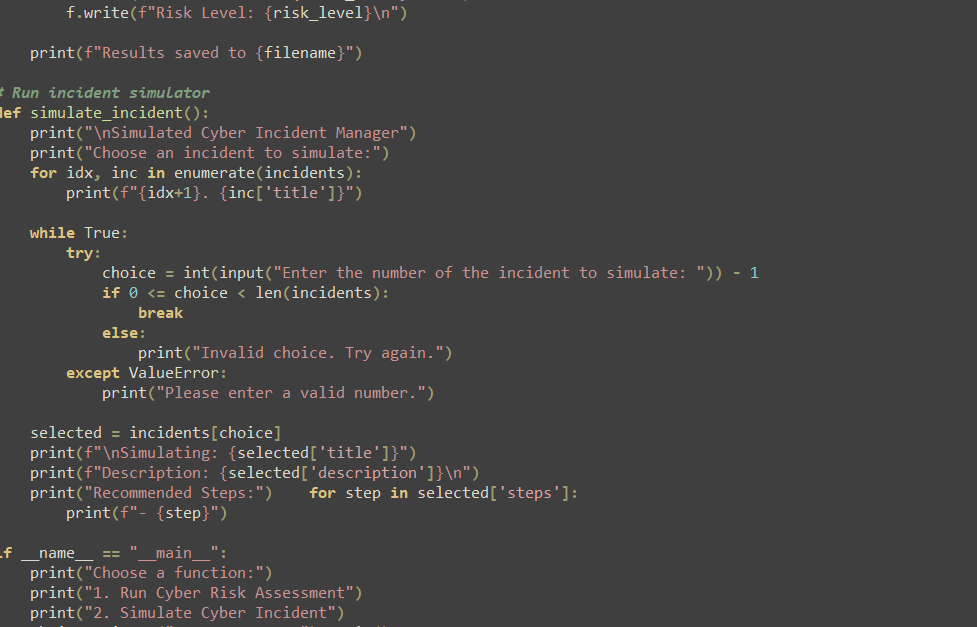 f.write(f"Risk Level: {risk_level}\n")
print(f"Results saved to {filename}")
# Run incident simulator
def simulate_incident():
print("\nSimulated Cyber Incident Manager")
print("Choose an incident to simulate:")
for idx, inc in enumerate(incidents):
print(f"{idx+1}. {inc['title']}")
while True:
try:
choice = int(input("Enter the number of the incident to simulate: ")) - 1
if 0 <= choice < len(incidents):
break
else:
print("Invalid choice. Try again.")
except ValueError:
print("Please enter a valid number.")
selected = incidents[choice]
print(f"\nSimulating: {selected['title']}")
print(f"Description: {selected['description']}\n")
print("Recommended Steps:")    for step in selected['steps']:
print(f"- {step}")
if __name__ == "__main__":
print("Choose a function:")
print("1. Run Cyber Risk Assessment")
print("2. Simulate Cyber Incident")